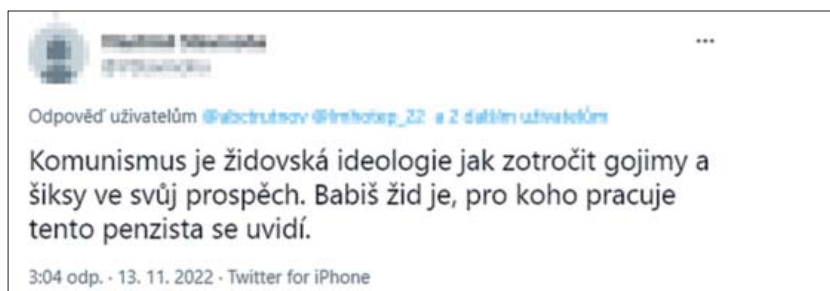 Odpověď uživatelům
Komunismus je židovská ideologie jak zotročit gojimy a
šiksy ve svůj prospěch. Babiš žid je, pro koho pracuje
tento penzista se uvidí.
3:04 odp. · 13. 11. 2022 · Twitter for iPhone